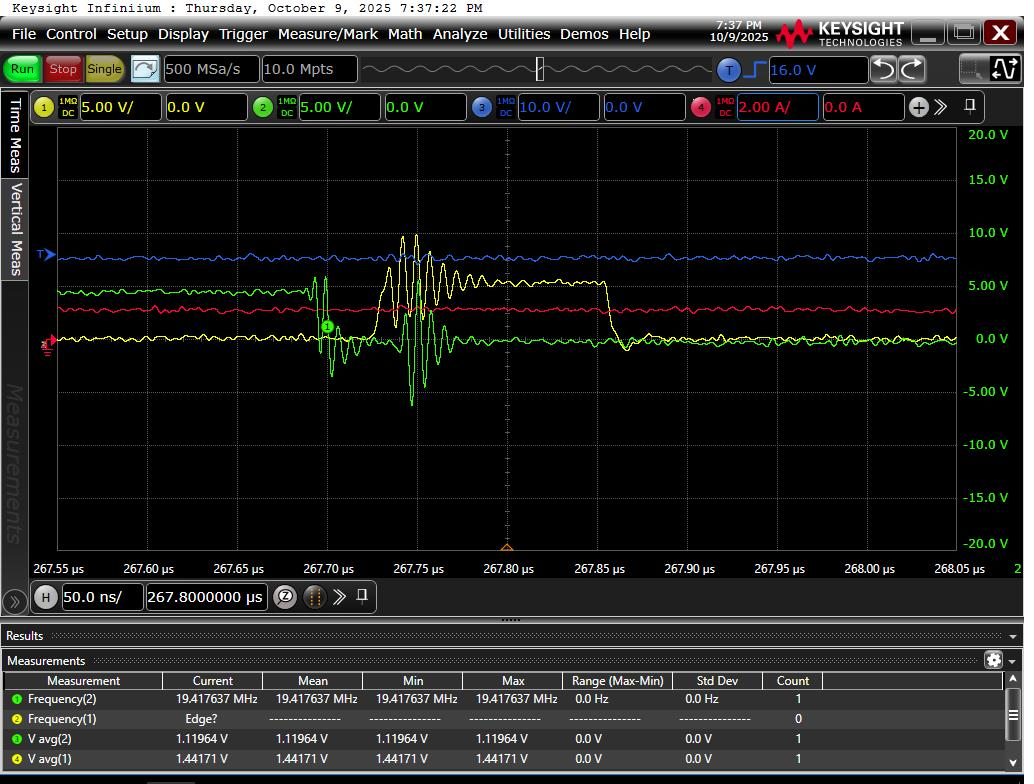 Keysight Infiniium : Thursday, October 9, 2025 7:37:22 PM
File Control Setup Display Trigger Measure/Mark Math Analyze Utilities Demos Help
7:37 PM
10/9/2025
KEYSIGHT
TECHNOLOGIES
Run Stop Single 500 MSa/s 10.0 Mpts T 16.0 V
1 1MΩ DC 5.00 V/ 0.0 V 2 1MΩ DC 5.00 V/ 0.0 V 3 1MΩ DC 10.0 V/ 0.0 V 4 1MΩ DC 2.00 A/ 0.0 A
Time Meas
Vertical Meas
Measurements
20.0 V
15.0 V
10.0 V
T
5.00 V
1
0.0 V
-5.00 V
-10.0 V
-15.0 V
-20.0 V
267.55 µs 267.60 µs 267.65 µs 267.70 µs 267.75 µs 267.80 µs 267.85 µs 267.90 µs 267.95 µs 268.00 µs 268.05 µs 2
H 50.0 ns/ 267.8000000 µs Z
Results
Measurements
Measurement Current Mean Min Max Range (Max-Min) Std Dev Count
1 Frequency(2) 19.417637 MHz 19.417637 MHz 19.417637 MHz 19.417637 MHz 0.0 Hz 0.0 Hz 1
2 Frequency(1) Edge? -------------- -------------- -------------- -------------- -------------- 0
3 V avg(2) 1.11964 V 1.11964 V 1.11964 V 1.11964 V 0.0 V 0.0 V 1
4 V avg(1) 1.44171 V 1.44171 V 1.44171 V 1.44171 V 0.0 V 0.0 V 1